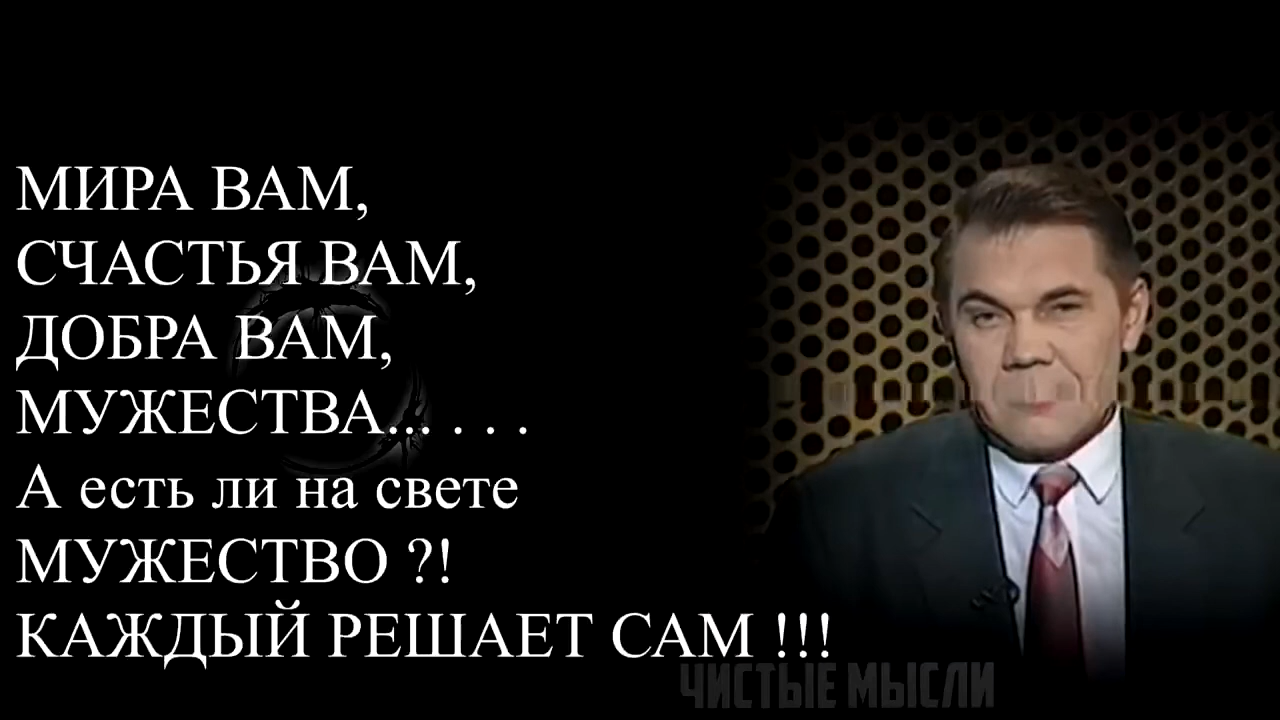 МИРА ВАМ,
СЧАСТЬЯ ВАМ,
ДОБРА ВАМ,
МУЖЕСТВА... . . .
А есть ли на свете
МУЖЕСТВО ?!
КАЖДЫЙ РЕШАЕТ САМ !!!
ЧИСТЫЕ МЫСЛИ